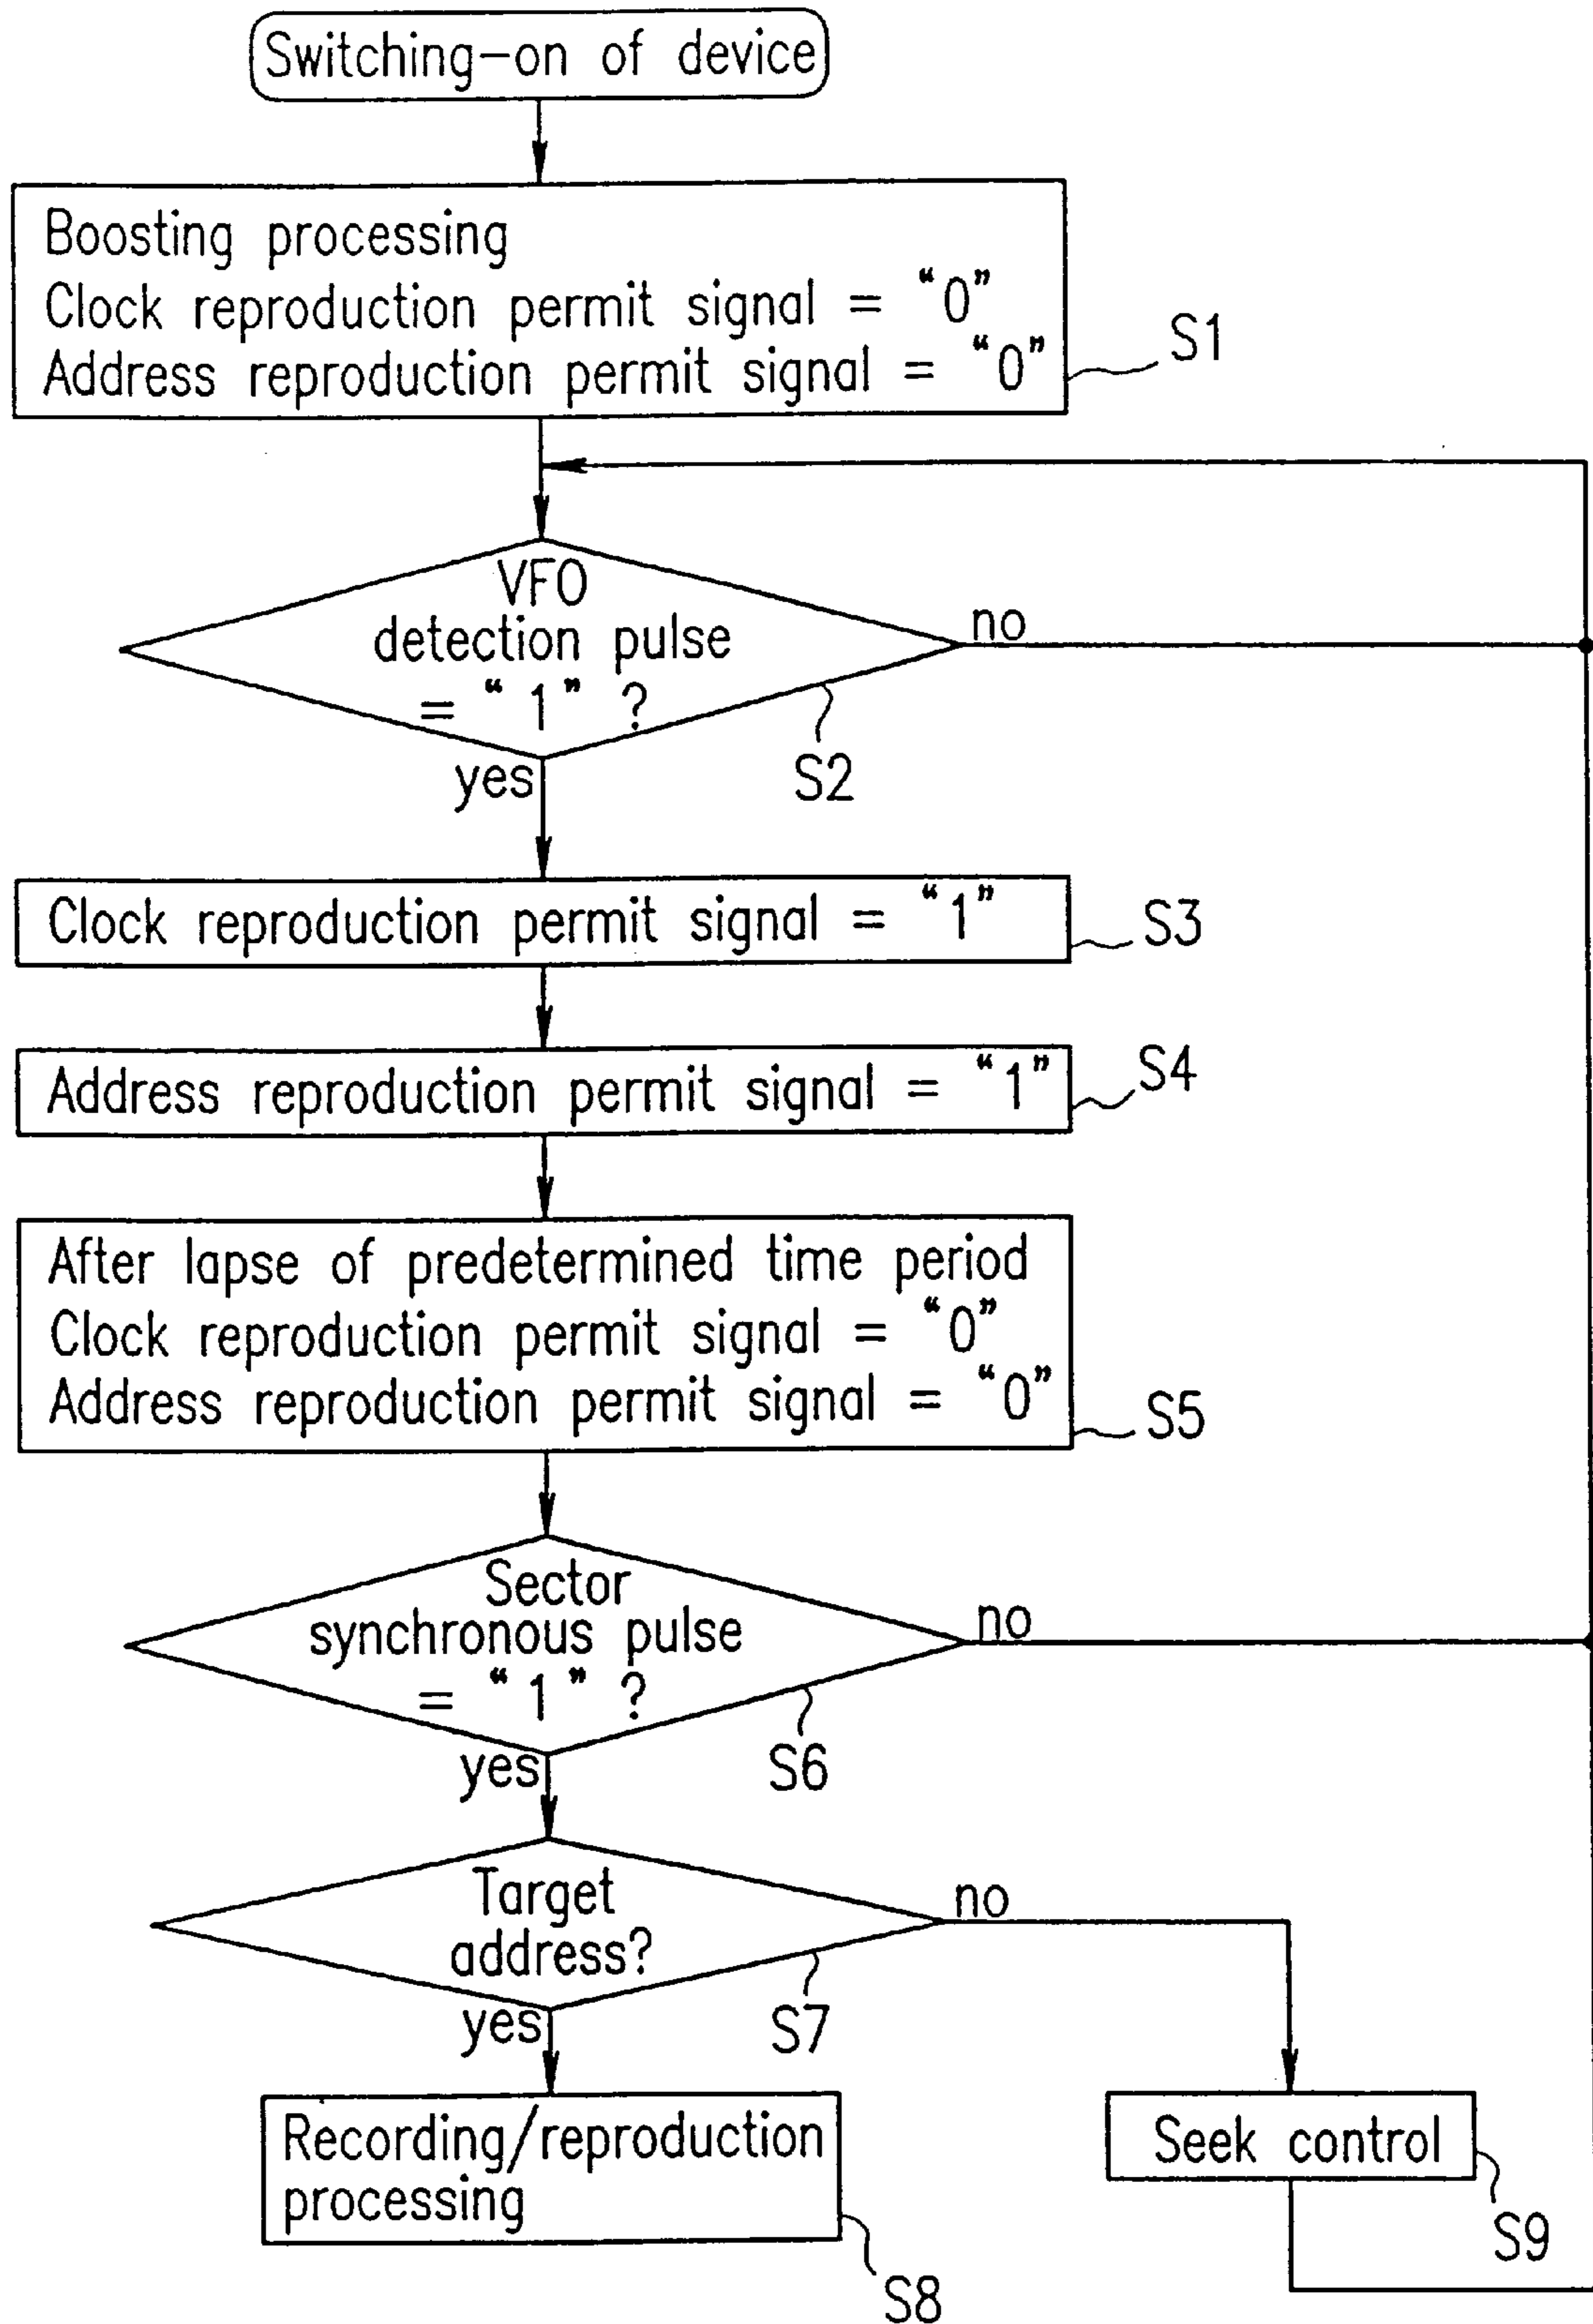 Switching-on of device
Boosting processing
Clock reproduction permit signal = “0”
Address reproduction permit signal = “0”
S1
VFO
detection pulse
= “1” ?
no
yes
S2
Clock reproduction permit signal = “1”
S3
Address reproduction permit signal = “1”
S4
After lapse of predetermined time period
Clock reproduction permit signal = “0”
Address reproduction permit signal = “0”
S5
Sector
synchronous pulse
= “1” ?
no
yes
S6
Target
address?
no
yes
S7
Recording/reproduction
processing
S8
Seek control
S9